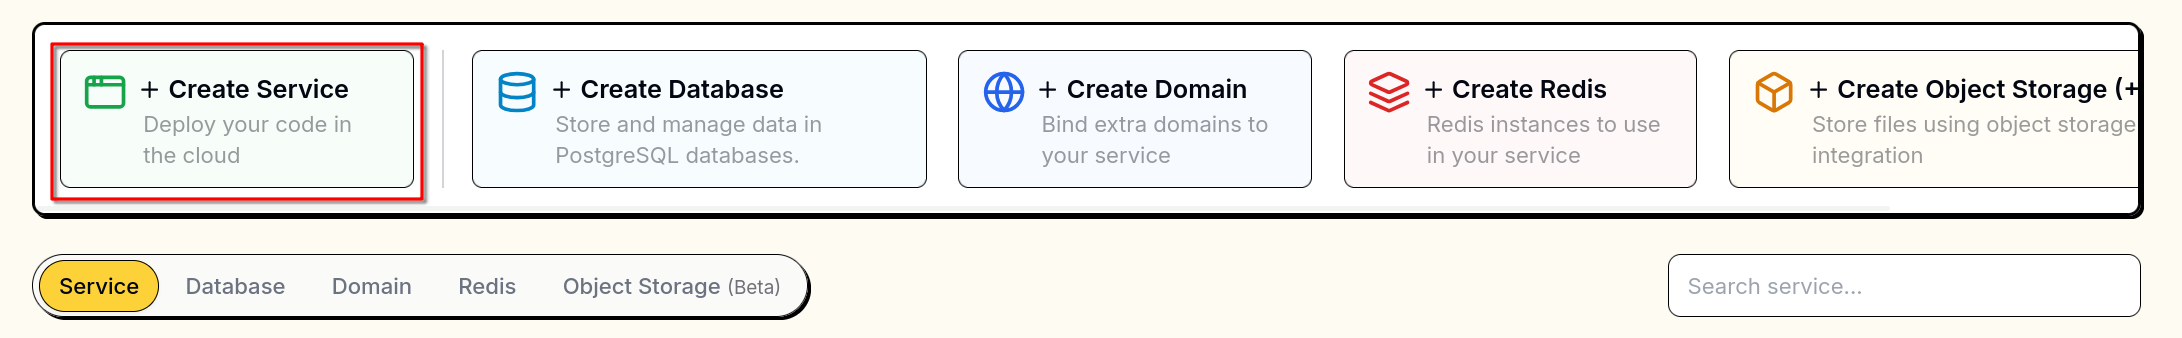 + Create Service
Deploy your code in
the cloud
+ Create Database
Store and manage data in
PostgreSQL databases.
+ Create Domain
Bind extra domains to
your service
+ Create Redis
Redis instances to use
in your service
+ Create Object Storage (+
Store files using object storage
integration
Service Database Domain Redis Object Storage (Beta)
Search service...